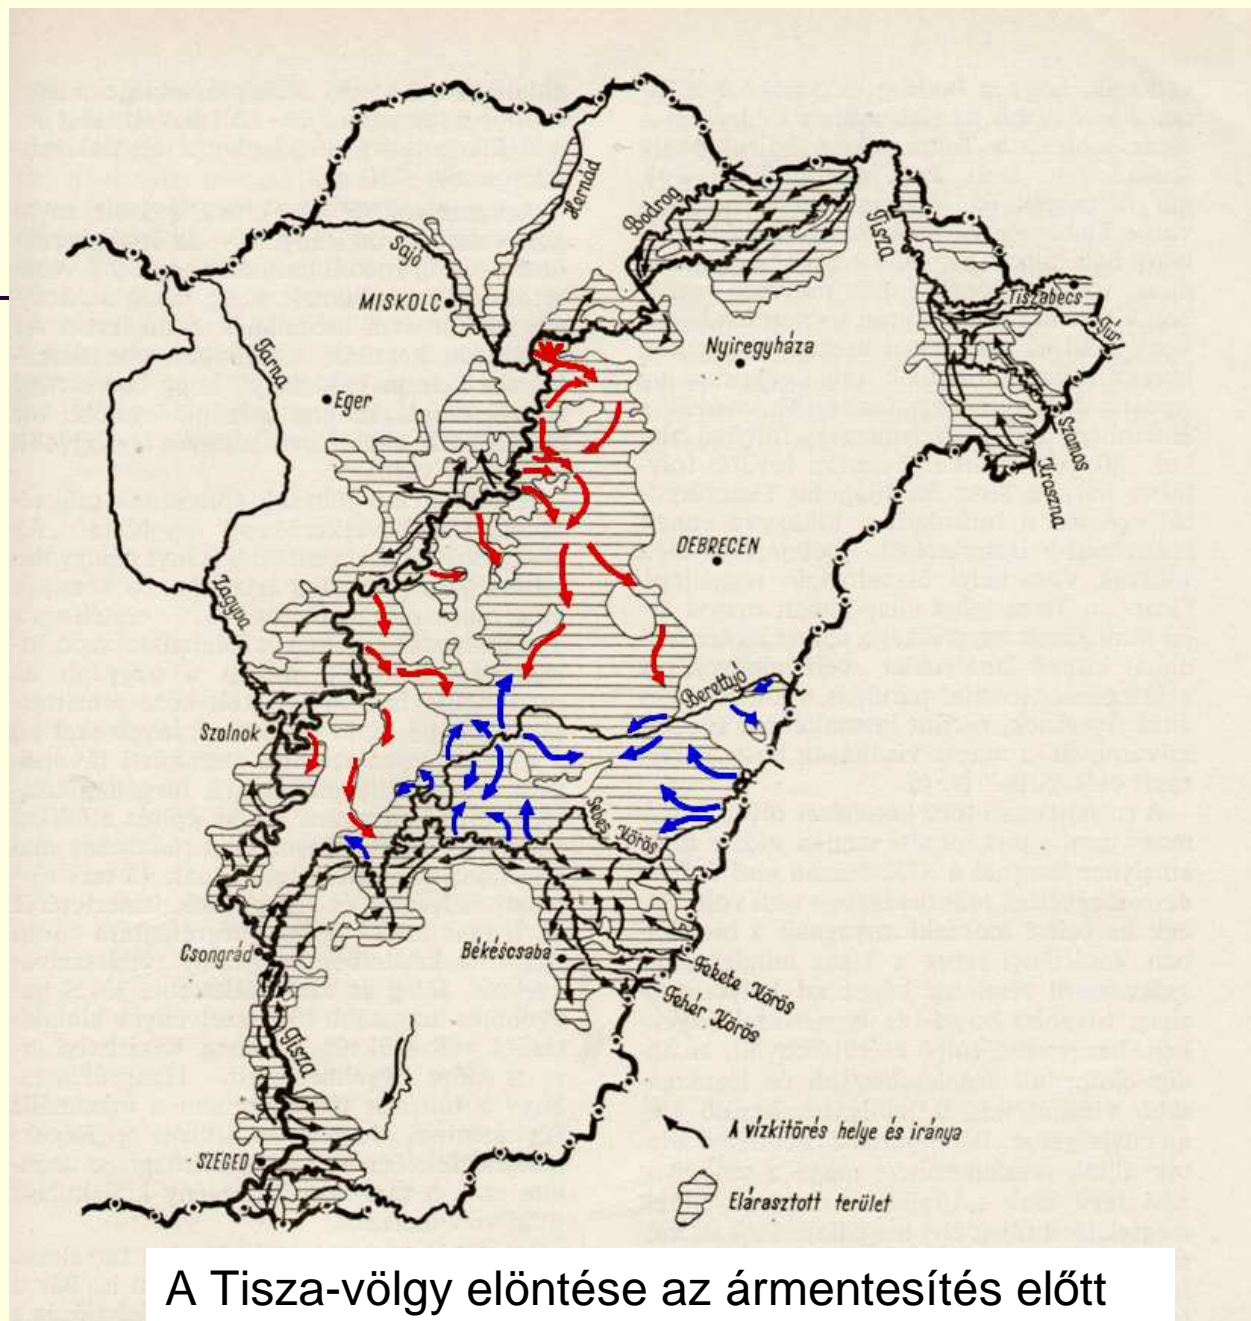 Hernád
Bodrog
Sajó
Tisza
MISKOLC
Tiszabecs
Túr
Tarna
Nyíregyháza
Eger
Szamos
Kraszna
DEBRECEN
Zagyva
Berettyó
Szolnok
Sebes Körös
Csongrád
Békéscsaba
Fekete Körös
Fehér Körös
Tisza
A vízkitörés helye és iránya
SZEGED
Elárasztott terület
A Tisza-völgy elöntése az ármentesítés előtt